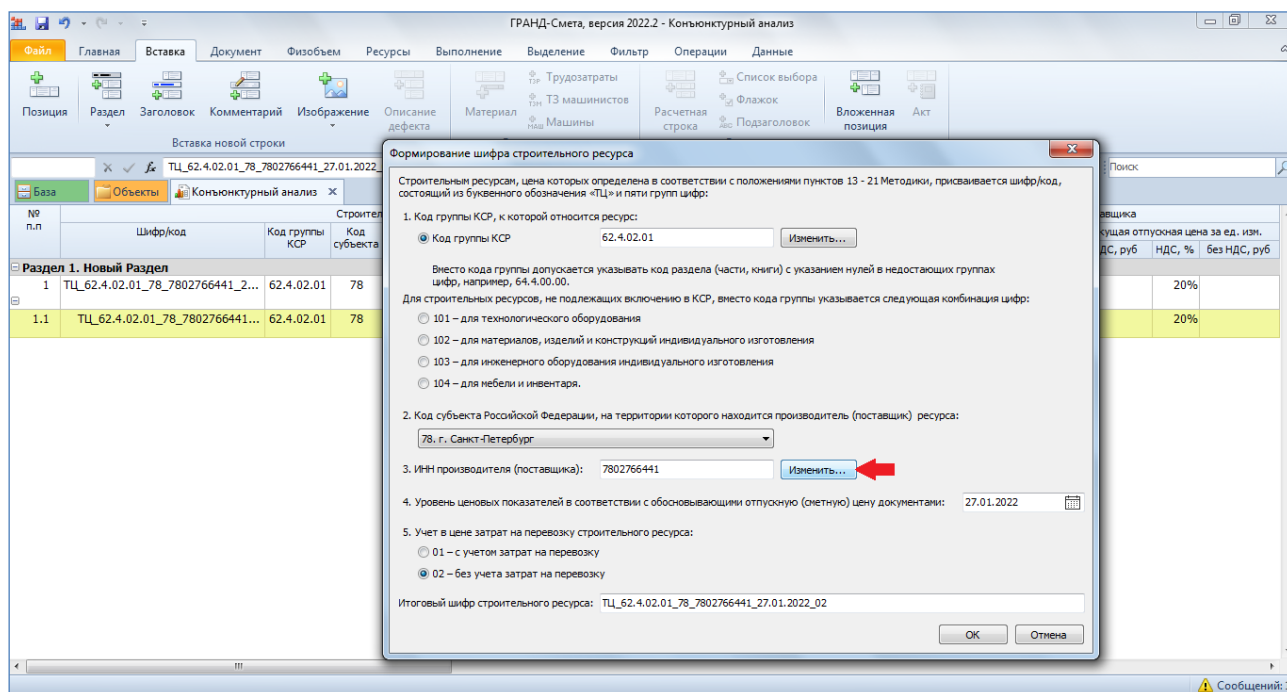 ГРАНД-Смета, версия 2022.2 - Конъюнктурный анализ
Файл Главная Вставка Документ Физобъем Ресурсы Выполнение Выделение Фильтр Операции Данные
Позиция Раздел Заголовок Комментарий Изображение Описание дефекта Материал
ТЗР Трудозатраты
ТЗМ ТЗ машинистов
МАШ Машины
Расчетная строка
Список выбора
Флажок
ABC Подзаголовок
Вложенная позиция
Акт
Вставка новой строки
fx ТЦ_62.4.02.01_78_7802766441_27.01.2022_
Поиск
База Объекты Конъюнктурный анализ
№ п.п
Шифр/код
Код группы КСР
Код субъекта
НДС, % без НДС, руб
Раздел 1. Новый Раздел
1 ТЦ_62.4.02.01_78_7802766441_2... 62.4.02.01 78 20%
1.1 ТЦ_62.4.02.01_78_7802766441... 62.4.02.01 78 20%
Формирование шифра строительного ресурса
Строительным ресурсам, цена которых определена в соответствии с положениями пунктов 13 - 21 Методики, присваивается шифр/код,
состоящий из буквенного обозначения «ТЦ» и пяти групп цифр:
1. Код группы КСР, к которой относится ресурс:
Код группы КСР 62.4.02.01 Изменить...
Вместо кода группы допускается указывать код раздела (части, книги) с указанием нулей в недостающих группах
цифр, например, 64.4.00.00.
Для строительных ресурсов, не подлежащих включению в КСР, вместо кода группы указывается следующая комбинация цифр:
101 – для технологического оборудования
102 – для материалов, изделий и конструкций индивидуального изготовления
103 – для инженерного оборудования индивидуального изготовления
104 – для мебели и инвентаря.
2. Код субъекта Российской Федерации, на территории которого находится производитель (поставщик) ресурса:
78. г. Санкт-Петербург
3. ИНН производителя (поставщика): 7802766441 Изменить...
4. Уровень ценовых показателей в соответствии с обосновывающими отпускную (сметную) цену документами: 27.01.2022
5. Учет в цене затрат на перевозку строительного ресурса:
01 – с учетом затрат на перевозку
02 – без учета затрат на перевозку
Итоговый шифр строительного ресурса: ТЦ_62.4.02.01_78_7802766441_27.01.2022_02
ОК Отмена
Сообщений: